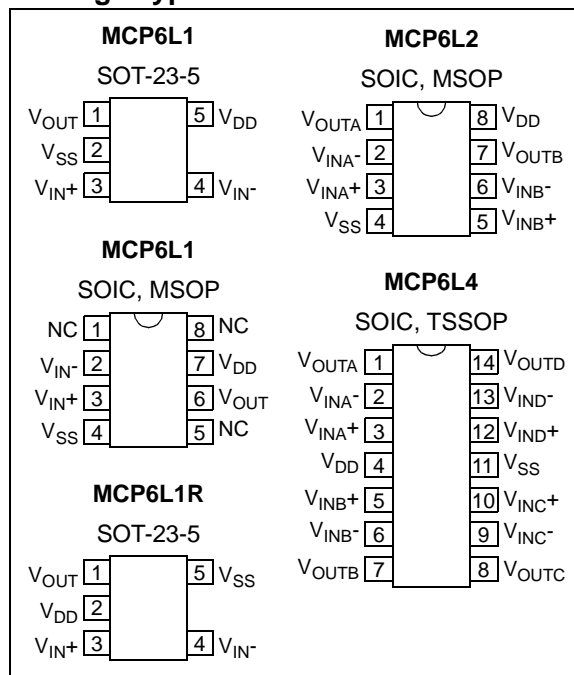 MCP6L1
SOT-23-5
VOUT 1 5 VDD
VSS 2
VIN+ 3 4 VIN-
MCP6L1
SOIC, MSOP
NC 1 8 NC
VIN- 2 7 VDD
VIN+ 3 6 VOUT
VSS 4 5 NC
MCP6L1R
SOT-23-5
VOUT 1 5 VSS
VDD 2
VIN+ 3 4 VIN-
MCP6L2
SOIC, MSOP
VOUTA 1 8 VDD
VINA- 2 7 VOUTB
VINA+ 3 6 VINB-
VSS 4 5 VINB+
MCP6L4
SOIC, TSSOP
VOUTA 1 14 VOUTD
VINA- 2 13 VIND-
VINA+ 3 12 VIND+
VDD 4 11 VSS
VINB+ 5 10 VINC+
VINB- 6 9 VINC-
VOUTB 7 8 VOUTC